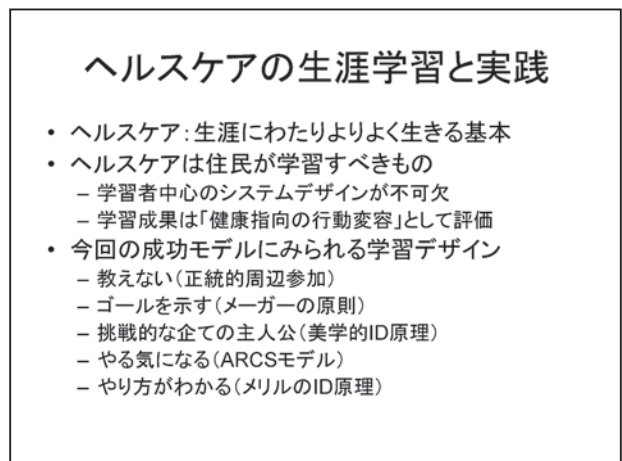 ヘルスケアの生涯学習と実践
• ヘルスケア：生涯にわたりよりよく生きる基本
• ヘルスケアは住民が学習すべきもの
– 学習者中心のシステムデザインが不可欠
– 学習成果は「健康指向の行動変容」として評価
• 今回の成功モデルにみられる学習デザイン
– 教えない（正統的周辺参加）
– ゴールを示す（メーガーの原則）
– 挑戦的な企ての主人公（美学的ID原理）
– やる気になる（ARCSモデル）
– やり方がわかる（メリルのID原理）